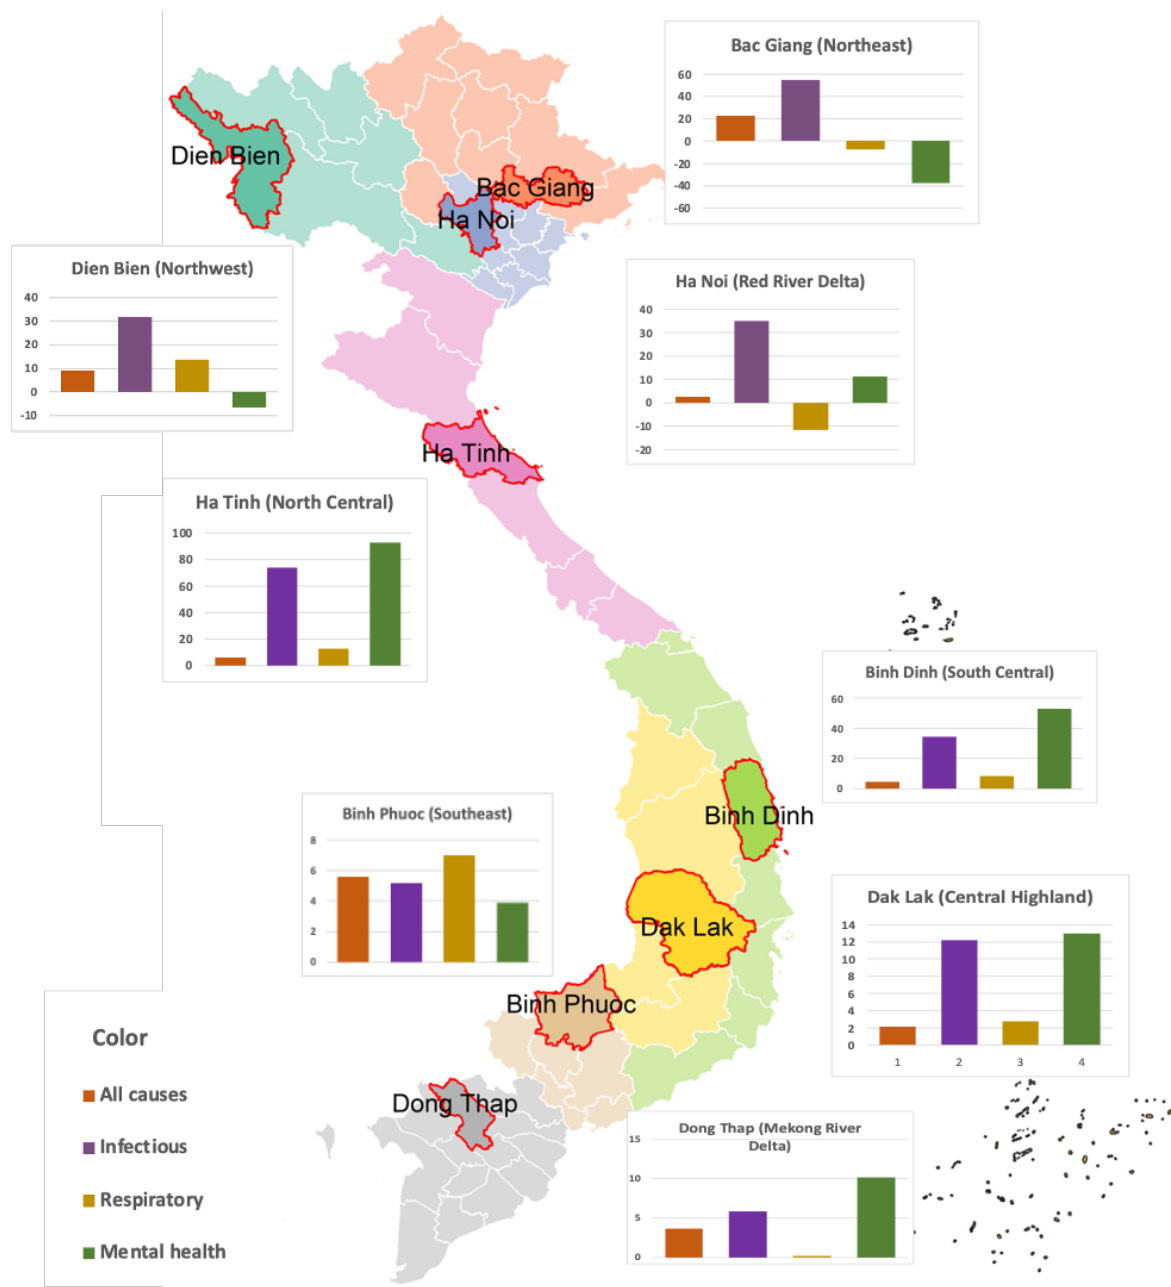 Bac Giang (Northeast)
60
40
20
0
-20
-40
-60
Dien Bien
Bac Giang
Ha Noi
Dien Bien (Northwest)
40
30
20
10
0
-10
Ha Noi (Red River Delta)
40
30
20
10
0
-10
-20
Ha Tinh
Ha Tinh (North Central)
100
80
60
40
20
0
Binh Dinh (South Central)
60
40
20
0
Binh Phuoc (Southeast)
8
6
4
2
0
Binh Dinh
Dak Lak (Central Highland)
14
12
10
8
6
4
2
0
1 2 3 4
Dak Lak
Binh Phuoc
Color
All causes
Infectious
Respiratory
Mental health
Dong Thap
Dong Thap (Mekong River
Delta)
15
10
5
0